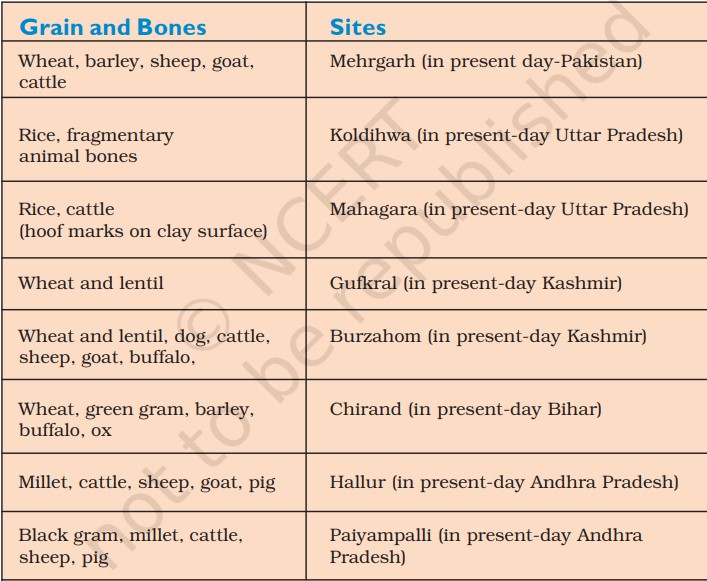 Grain and Bones Sites
Wheat, barley, sheep, goat, Mehrgarh (in present day-Pakistan)
cattle
Rice, fragmentary Koldihwa (in present-day Uttar Pradesh)
animal bones
Rice, cattle Mahagara (in present-day Uttar Pradesh)
(hoof marks on clay surface)
Wheat and lentil Gufkral (in present-day Kashmir)
Wheat and lentil, dog, cattle, Burzahom (in present-day Kashmir)
sheep, goat, buffalo,
Wheat, green gram, barley, Chirand (in present-day Bihar)
buffalo, ox
Millet, cattle, sheep, goat, pig Hallur (in present-day Andhra Pradesh)
Black gram, millet, cattle, Paiyampalli (in present-day Andhra
sheep, pig Pradesh)
© NCERT
not to be republished